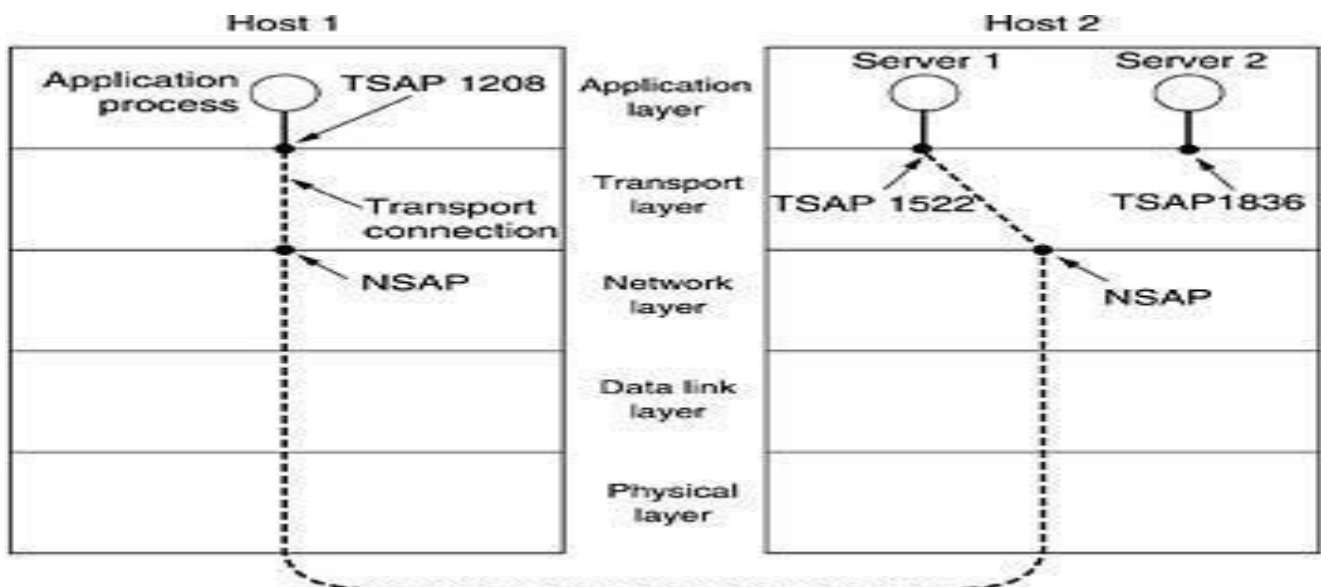 Host 1
Host 2
Application
process
TSAP 1208
Application
layer
Server 1
Server 2
Transport
connection
Transport
layer
TSAP 1522
TSAP1836
NSAP
Network
layer
NSAP
Data link
layer
Physical
layer